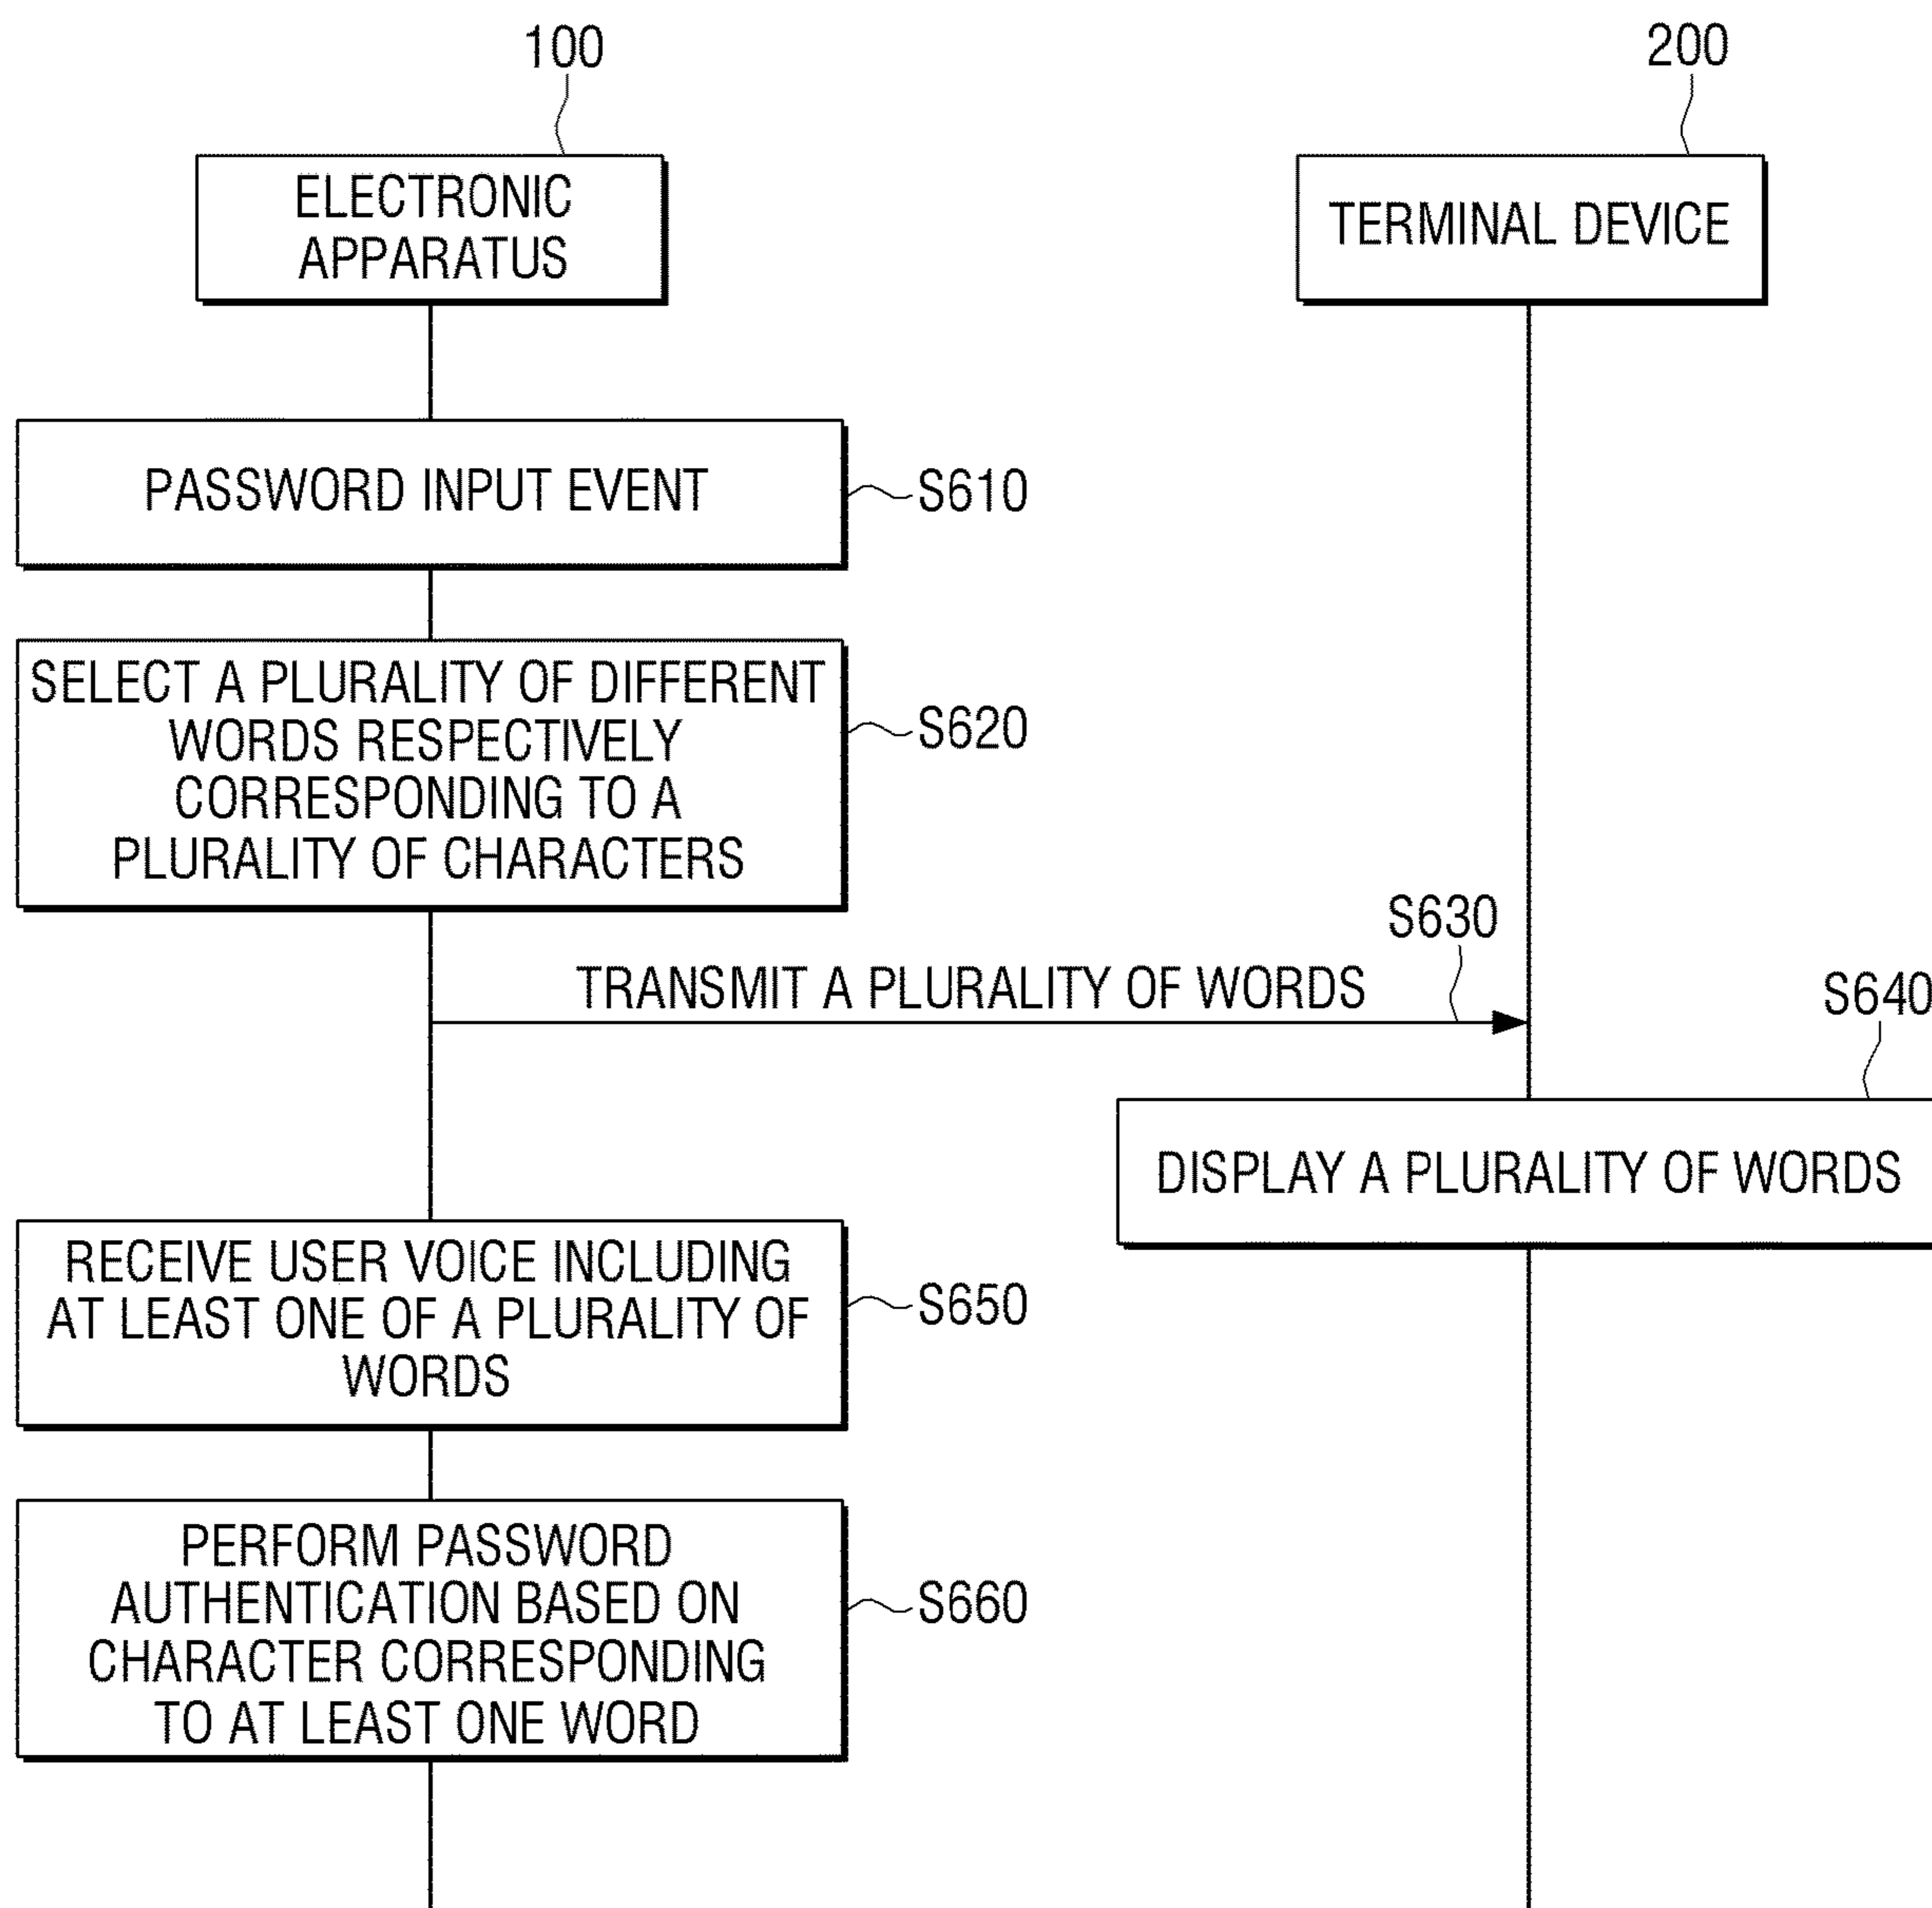 100
200
ELECTRONIC
APPARATUS
TERMINAL DEVICE
PASSWORD INPUT EVENT
S610
SELECT A PLURALITY OF DIFFERENT
WORDS RESPECTIVELY
CORRESPONDING TO A
PLURALITY OF CHARACTERS
S620
S630
TRANSMIT A PLURALITY OF WORDS
S640
DISPLAY A PLURALITY OF WORDS
RECEIVE USER VOICE INCLUDING
AT LEAST ONE OF A PLURALITY OF
WORDS
S650
PERFORM PASSWORD
AUTHENTICATION BASED ON
CHARACTER CORRESPONDING
TO AT LEAST ONE WORD
S660